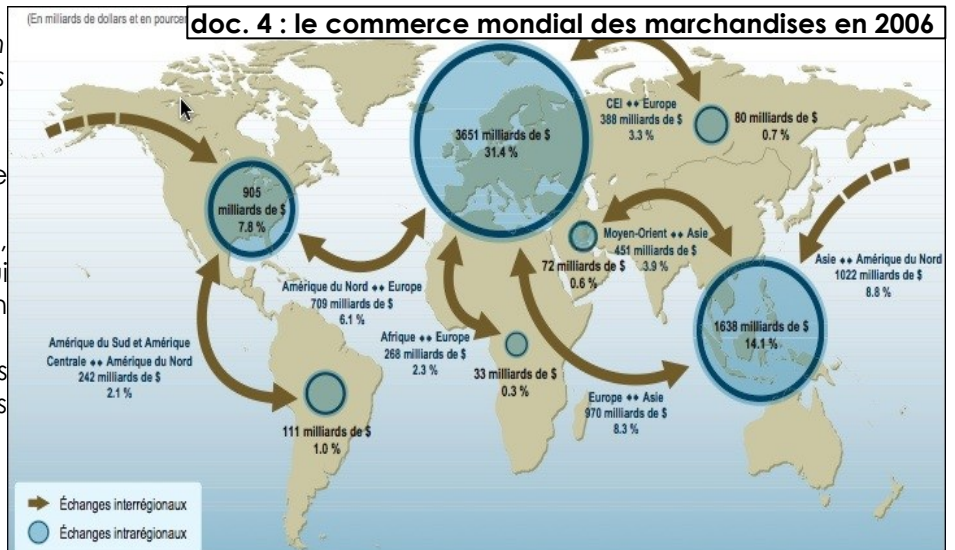 (En milliards de dollars et en
doc. 4 : le commerce mondial des marchandises en 2006
3651 milliards de $
31.4 %
CEI ↔ Europe
388 milliards de $
3.3 %
80 milliards de $
0.7 %
905
milliards de $
7.8 %
Moyen-Orient ↔ Asie
451 milliards de $
3.9 %
72 milliards de $
0.6 %
Asie ↔ Amérique du Nord
1022 milliards de $
8.8 %
Amérique du Nord ↔ Europe
709 milliards de $
6.1 %
Afrique ↔ Europe
268 milliards de $
2.3 %
33 milliards de $
0.3 %
1638 milliards de $
14.1 %
Amérique du Sud et Amérique
Centrale ↔ Amérique du Nord
242 milliards de $
2.1 %
Europe ↔ Asie
970 milliards de $
8.3 %
111 milliards de $
1.0 %
Échanges interrégionaux
Échanges intrarégionaux